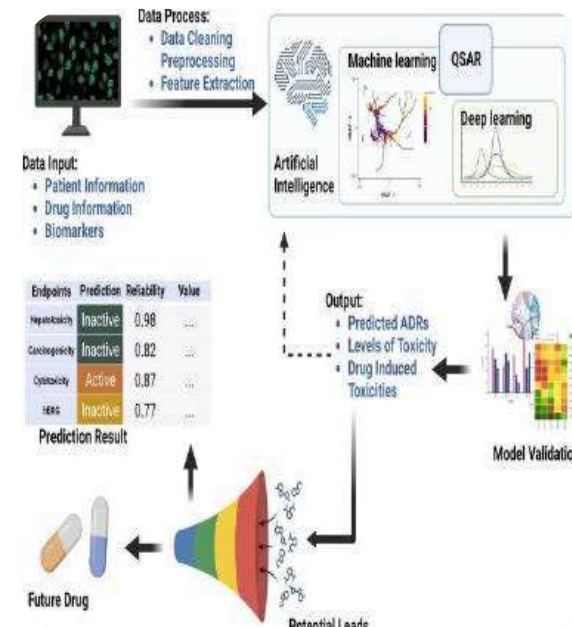 Data Process:
• Data Cleaning
Preprocessing
• Feature Extraction
Machine learning
QSAR
Deep learning
Artificial
Intelligence
Data Input:
• Patient Information
• Drug Information
• Biomarkers
Endpoints Prediction Reliability Value
Hepatotoxicity Inactive 0.98 ...
Carcinogenicity Inactive 0.82 ...
Cytotoxicity Active 0.87 ...
hERG Inactive 0.77 ...
Prediction Result
Output:
• Predicted ADRs
• Levels of Toxicity
• Drug Induced
Toxicities
Model Validatio
Future Drug
Potential Leads